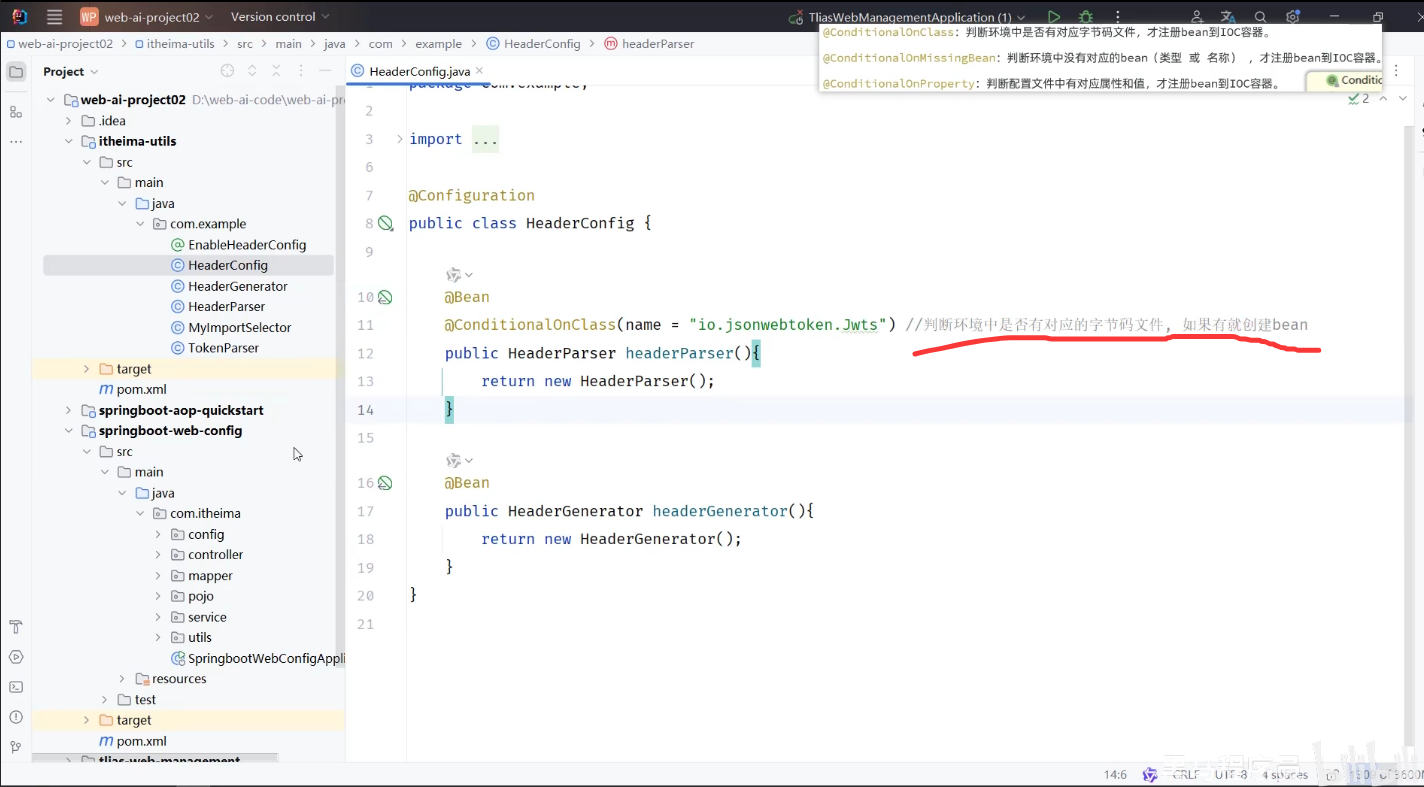 WP web-ai-project02 Version control TliasWebManagementApplication (1)
web-ai-project02 itheima-utils src main java com example HeaderConfig headerParser
@ConditionalOnClass：判断环境中是否有对应字节码文件，才注册bean到IOC容器。
@ConditionalOnMissingBean：判断环境中没有对应的bean（类型 或 名称） ，才注册bean到IOC容器。
@ConditionalOnProperty：判断配置文件中有对应属性和值，才注册bean到IOC容器。
Conditic
Project
HeaderConfig.java
2
web-ai-project02 D:\web-ai-code\web-ai-pr
.idea
itheima-utils
src
main
java
com.example
EnableHeaderConfig
HeaderConfig
HeaderGenerator
HeaderParser
MyImportSelector
TokenParser
target
pom.xml
springboot-aop-quickstart
springboot-web-config
src
main
java
com.itheima
config
controller
mapper
pojo
service
utils
SpringbootWebConfigAppli
resources
test
target
pom.xml
tlias-web-management
package com.example;
2
3 import ...
6
7 @Configuration
8 public class HeaderConfig {
9
10 @Bean
11 @ConditionalOnClass(name = "io.jsonwebtoken.Jwts") //判断环境中是否有对应的字节码文件, 如果有就创建bean
12 public HeaderParser headerParser(){
13 return new HeaderParser();
14 }
15
16 @Bean
17 public HeaderGenerator headerGenerator(){
18 return new HeaderGenerator();
19 }
20 }
21
14:6 CRLF UTF-8 4 spaces